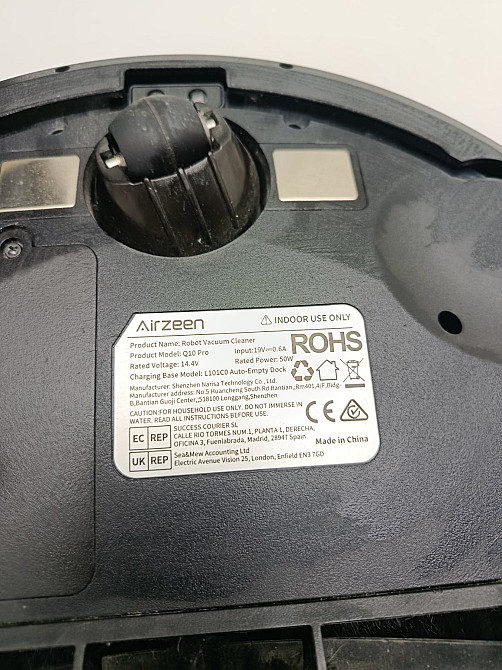 Airzeen
INDOOR USE ONLY
Product Name: Robot Vacuum Cleaner
Product Model: Q10 Pro
Input:19V⎓0.6A
Rated Voltage: 14.4V
Rated Power: 50W
ROHS
Charging Base Model: L101C0 Auto-Empty Dock
Manufacturer: Shenzhen Narisa Technology Co., Ltd.
Manufacturer address: No.5 Huancheng South Rd Bantian,,Rm401,4/F,Bldg
B,Bantian Guoji Center,518100 Longgang,Shenzhen
CAUTION:FOR HOUSEHOLD USE ONLY. DO NOT IMMERSE IN
WATER. READ ALL INSTRUCTIONS BEFORE USE.
CE
EC REP
SUCCESS COURIER SL
CALLE RIO TORMES NUM.1, PLANTA 1, DERECHA,
OFICINA 3, Fuenlabrada, Madrid, 28947 Spain
Made in China
UK REP
Sea&Mew Accounting Ltd
Electric Avenue Vision 25, London, Enfield EN3 7GD